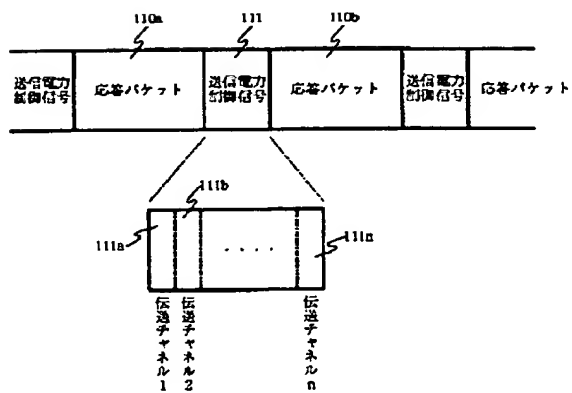 110a
111
110b
送信電力
制御信号
応答パケット
送信電力
制御信号
応答パケット
送信電力
制御信号
応答パケット
111b
111a
. . . .
111n
伝送チャネル1
伝送チャネル2
伝送チャネルn